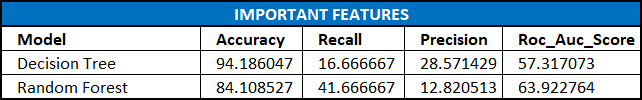 IMPORTANT FEATURES
Model Accuracy Recall Precision Roc_Auc_Score
Decision Tree 94.186047 16.666667 28.571429 57.317073
Random Forest 84.108527 41.666667 12.820513 63.922764